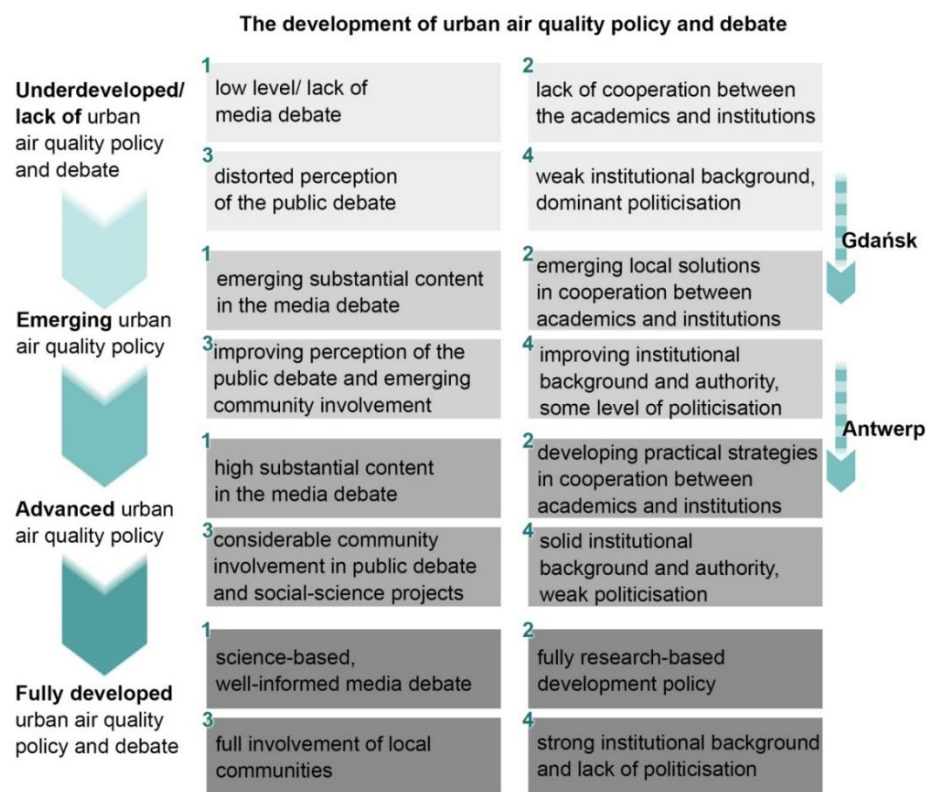 The development of urban air quality policy and debate
Underdeveloped/
lack of urban
air quality policy
and debate
1
low level/ lack of
media debate
2
lack of cooperation between
the academics and institutions
3
distorted perception
of the public debate
4
weak institutional background,
dominant politicisation
Gdańsk
Emerging urban
air quality policy
1
emerging substantial content
in the media debate
2
emerging local solutions
in cooperation between
academics and institutions
3
improving perception of the
public debate and emerging
community involvement
4
improving institutional
background and authority,
some level of politicisation
Antwerp
Advanced urban
air quality policy
1
high substantial content
in the media debate
2
developing practical strategies
in cooperation between
academics and institutions
3
considerable community
involvement in public debate
and social-science projects
4
solid institutional
background and authority,
weak politicisation
Fully developed
urban air quality
policy and debate
1
science-based,
well-informed media debate
2
fully research-based
development policy
3
full involvement of local
communities
4
strong institutional background
and lack of politicisation